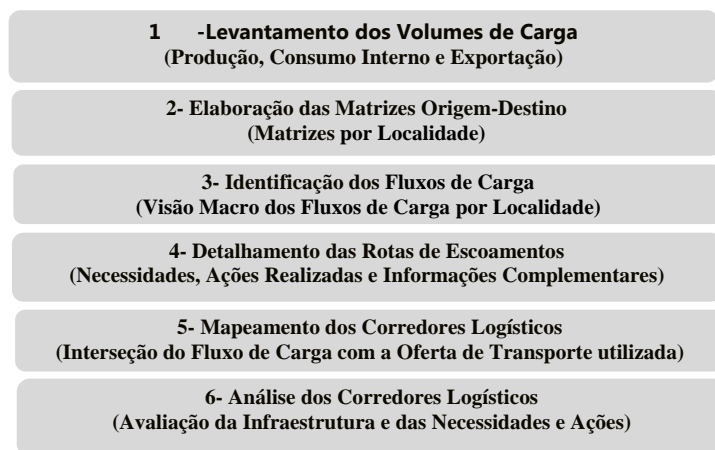 1 -Levantamento dos Volumes de Carga
(Produção, Consumo Interno e Exportação)
2- Elaboração das Matrizes Origem-Destino
(Matrizes por Localidade)
3- Identificação dos Fluxos de Carga
(Visão Macro dos Fluxos de Carga por Localidade)
4- Detalhamento das Rotas de Escoamentos
(Necessidades, Ações Realizadas e Informações Complementares)
5- Mapeamento dos Corredores Logísticos
(Interseção do Fluxo de Carga com a Oferta de Transporte utilizada)
6- Análise dos Corredores Logísticos
(Avaliação da Infraestrutura e das Necessidades e Ações)